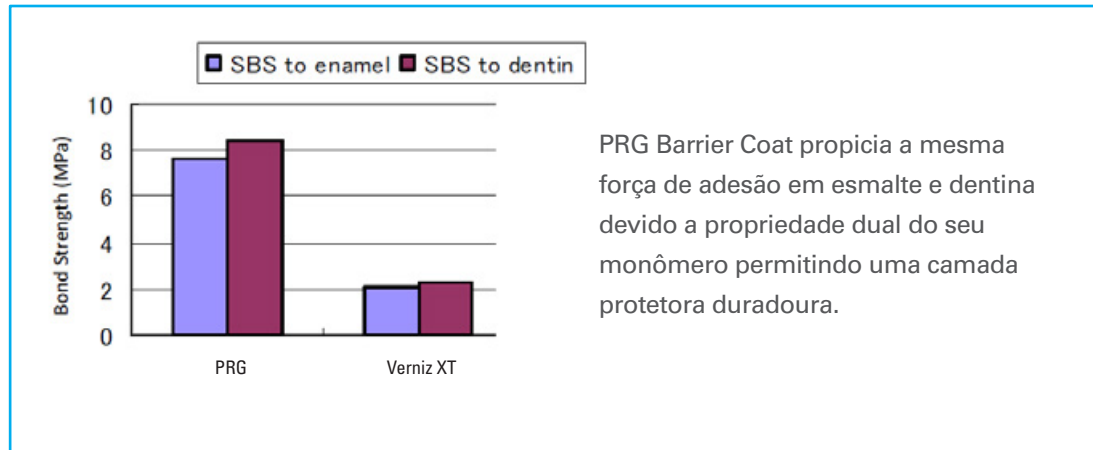 SBS to enamel SBS to dentin
10
8
6
4
2
0
Bond Strength (MPa)
PRG Verniz XT
PRG Barrier Coat propicia a mesma
força de adesão em esmalte e dentina
devido a propriedade dual do seu
monômero permitindo uma camada
protetora duradoura.